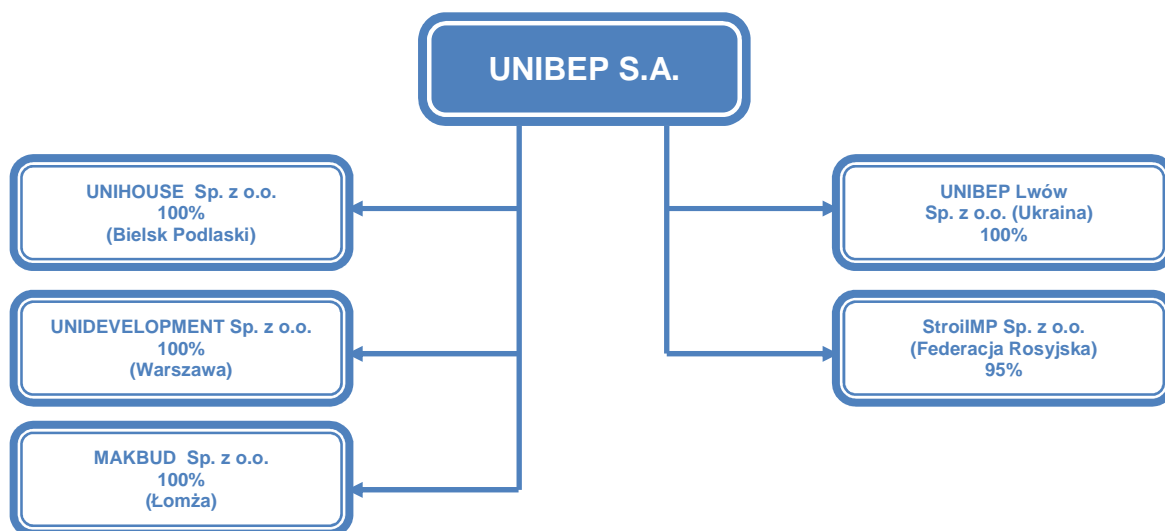 UNIBEP S.A.
UNIHOUSE Sp. z o.o.
100%
(Bielsk Podlaski)
UNIDEVELOPMENT Sp. z o.o.
100%
(Warszawa)
MAKBUD Sp. z o.o.
100%
(Łomża)
UNIBEP Lwów
Sp. z o.o. (Ukraina)
100%
StroiIMP Sp. z o.o.
(Federacja Rosyjska)
95%